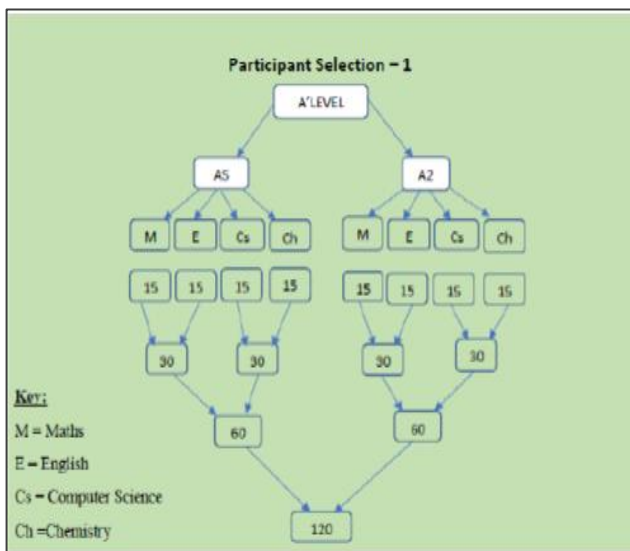 Participant Selection – 1
A'LEVEL
AS A2
M E Cs Ch M E Cs Ch
15 15 15 15 15 15 15 15
30 30 30 30
Key:
M = Maths
60 60
E = English
Cs = Computer Science
Ch =Chemistry
120